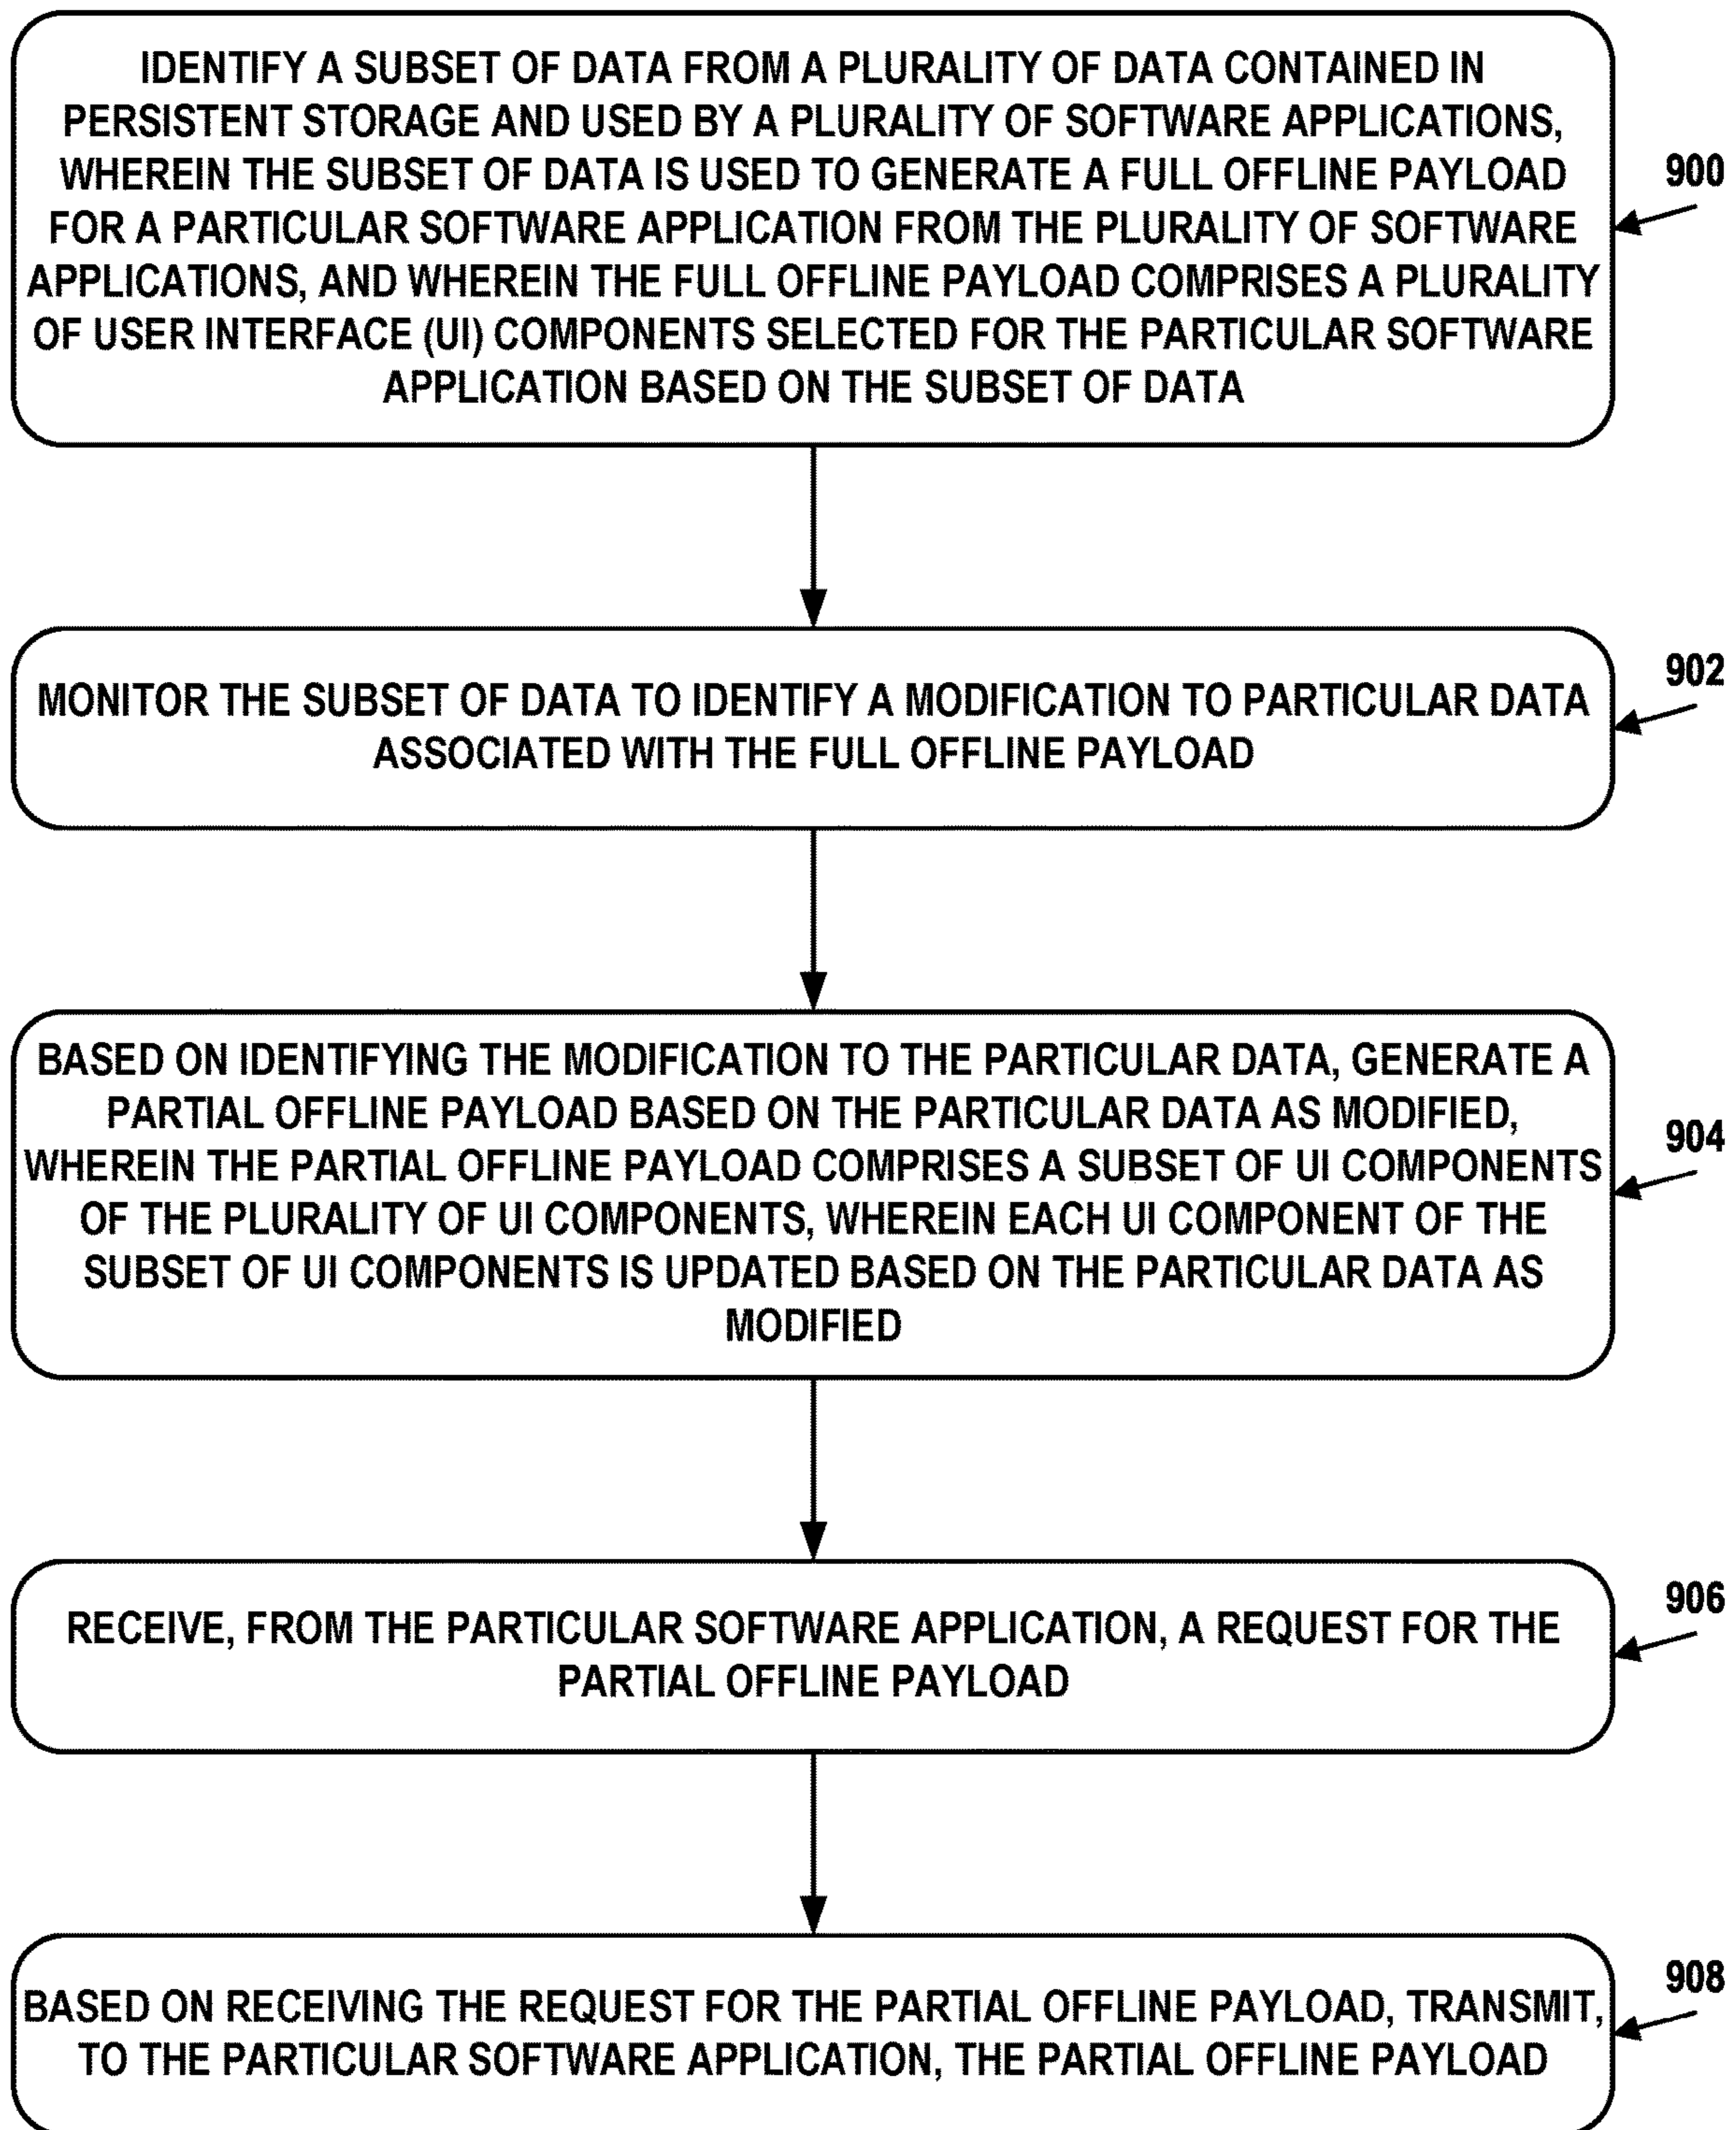 IDENTIFY A SUBSET OF DATA FROM A PLURALITY OF DATA CONTAINED IN
PERSISTENT STORAGE AND USED BY A PLURALITY OF SOFTWARE APPLICATIONS,
WHEREIN THE SUBSET OF DATA IS USED TO GENERATE A FULL OFFLINE PAYLOAD
FOR A PARTICULAR SOFTWARE APPLICATION FROM THE PLURALITY OF SOFTWARE
APPLICATIONS, AND WHEREIN THE FULL OFFLINE PAYLOAD COMPRISES A PLURALITY
OF USER INTERFACE (UI) COMPONENTS SELECTED FOR THE PARTICULAR SOFTWARE
APPLICATION BASED ON THE SUBSET OF DATA
900
MONITOR THE SUBSET OF DATA TO IDENTIFY A MODIFICATION TO PARTICULAR DATA
ASSOCIATED WITH THE FULL OFFLINE PAYLOAD
902
BASED ON IDENTIFYING THE MODIFICATION TO THE PARTICULAR DATA, GENERATE A
PARTIAL OFFLINE PAYLOAD BASED ON THE PARTICULAR DATA AS MODIFIED,
WHEREIN THE PARTIAL OFFLINE PAYLOAD COMPRISES A SUBSET OF UI COMPONENTS
OF THE PLURALITY OF UI COMPONENTS, WHEREIN EACH UI COMPONENT OF THE
SUBSET OF UI COMPONENTS IS UPDATED BASED ON THE PARTICULAR DATA AS
MODIFIED
904
RECEIVE, FROM THE PARTICULAR SOFTWARE APPLICATION, A REQUEST FOR THE
PARTIAL OFFLINE PAYLOAD
906
BASED ON RECEIVING THE REQUEST FOR THE PARTIAL OFFLINE PAYLOAD, TRANSMIT,
TO THE PARTICULAR SOFTWARE APPLICATION, THE PARTIAL OFFLINE PAYLOAD
908